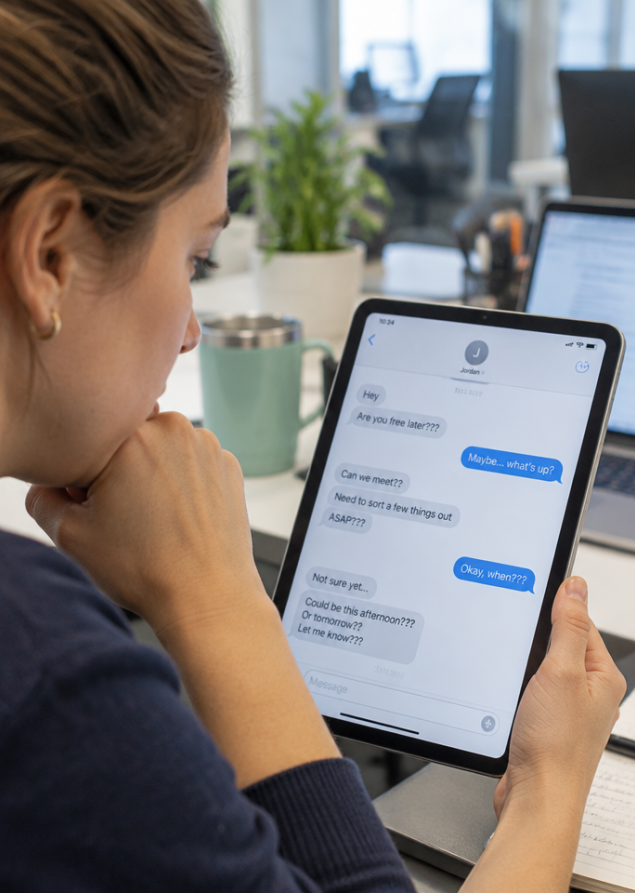 10:24
J
Jordan
Hey
Are you free later???
Maybe... what's up?
Can we meet??
Need to sort a few things out
ASAP???
Okay, when???
Not sure yet...
Could be this afternoon???
Or tomorrow??
Let me know???
Message